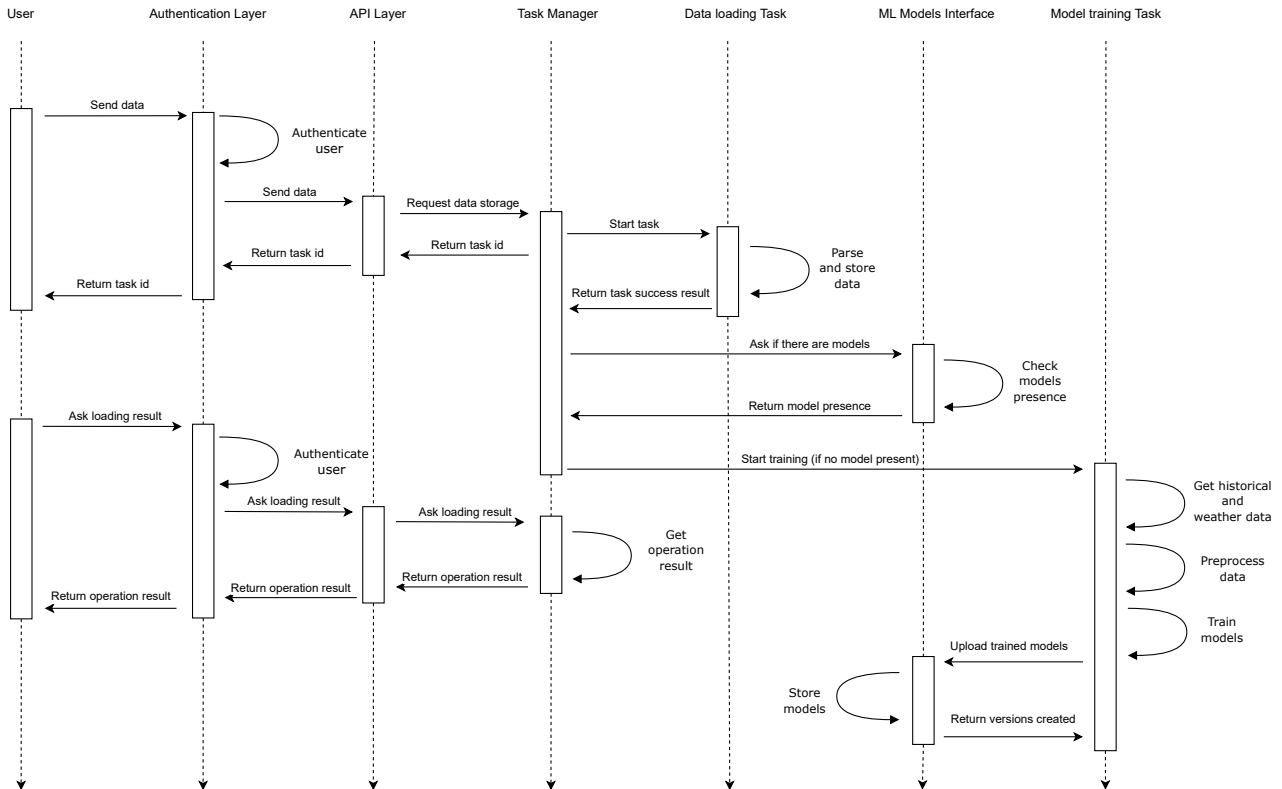 User
Authentication Layer
API Layer
Task Manager
Data loading Task
ML Models Interface
Model training Task
Send data
Authenticate
user
Send data
Request data storage
Start task
Return task id
Return task id
Return task id
Parse
and store
data
Return task success result
Ask if there are models
Check
models
presence
Return model presence
Ask loading result
Authenticate
user
Start training (if no model present)
Get historical
and
weather data
Ask loading result
Ask loading result
Get
operation
result
Preprocess
data
Return operation result
Return operation result
Return operation result
Train
models
Upload trained models
Store
models
Return versions created